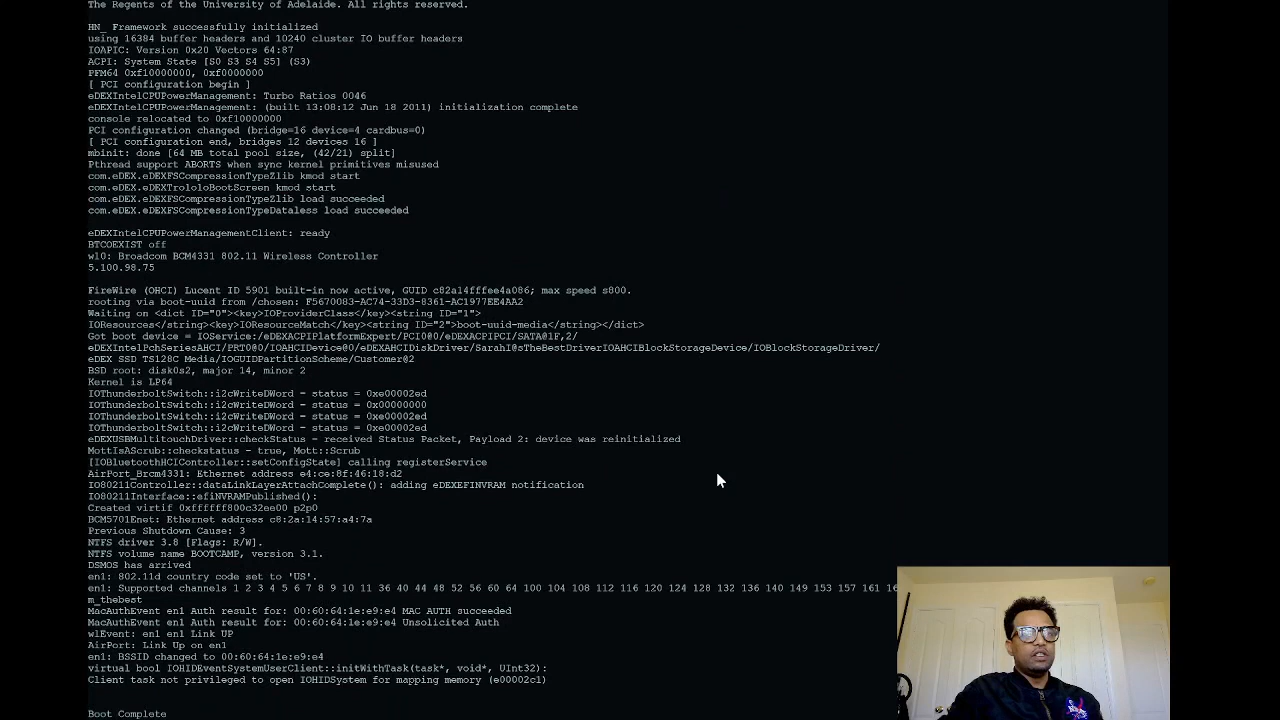 The Regents of the University of Adelaide. All rights reserved.
HN_ Framework successfully initialized
using 16384 buffer headers and 10240 cluster IO buffer headers
IOAPIC: Version 0x20 Vectors 64:87
ACPI: System State [S0 S3 S4 S5] (S3)
PFM64 0xf10000000, 0xf0000000
[ PCI configuration begin ]
eDEXIntelCPUPowerManagement: Turbo Ratios 0046
eDEXIntelCPUPowerManagement: (built 13:08:12 Jun 18 2011) initialization complete
console relocated to 0xf10000000
PCI configuration changed (bridge=16 device=4 cardbus=0)
[ PCI configuration end, bridges 12 devices 16 ]
mbinit: done [64 MB total pool size, (42/21) split]
Pthread support ABORTS when sync kernel primitives misused
com.eDEX.eDEXFSCompressionTypeZlib kmod start
com.eDEX.eDEXTrololoBootScreen kmod start
com.eDEX.eDEXFSCompressionTypeZlib load succeeded
com.eDEX.eDEXFSCompressionTypeDataless load succeeded
eDEXIntelCPUPowerManagementClient: ready
BTCOEXIST off
wl0: Broadcom BCM4331 802.11 Wireless Controller
5.100.98.75
FireWire (OHCI) Lucent ID 5901 built-in now active, GUID c82a14fffee4a086; max speed s800.
rooting via boot-uuid from /chosen: F5670083-AC74-33D3-8361-AC1977EE4AA2
Waiting on <dict ID="0"><key>IOProviderClass</key><string ID="1">
IOResources</string><key>IOResourceMatch</key><string ID="2">boot-uuid-media</string></dict>
Got boot device = IOService:/eDEXACPIPlatformExpert/PCI0@0/eDEXACPIPCI/SATA@1F,2/
eDEXIntelPchSeriesAHCI/PRT0@0/IOAHCIDevice@0/eDEXAHCIDiskDriver/SarahI@sTheBestDriverIOAHCIBlockStorageDevice/IOBlockStorageDriver/
eDEX SSD TS128C Media/IOGUIDPartitionScheme/Customer@2
BSD root: disk0s2, major 14, minor 2
Kernel is LP64
IOThunderboltSwitch::i2cWriteDWord - status = 0xe00002ed
IOThunderboltSwitch::i2cWriteDWord - status = 0x00000000
IOThunderboltSwitch::i2cWriteDWord - status = 0xe00002ed
IOThunderboltSwitch::i2cWriteDWord - status = 0xe00002ed
eDEXUSBMultitouchDriver::checkStatus - received Status Packet, Payload 2: device was reinitialized
MottIsAScrub::checkstatus - true, Mott::Scrub
[IOBluetoothHCIController::setConfigState] calling registerService
AirPort_Brcm4331: Ethernet address e4:ce:8f:46:18:d2
IO80211Controller::dataLinkLayerAttachComplete(): adding eDEXEFINVRAM notification
IO80211Interface::efiNVRAMPublished():
Created virtif 0xffffff800c32ee00 p2p0
BCM5701Enet: Ethernet address c8:2a:14:57:a4:7a
Previous Shutdown Cause: 3
NTFS driver 3.8 [Flags: R/W].
NTFS volume name BOOTCAMP, version 3.1.
DSMOS has arrived
en1: 802.11d country code set to 'US'.
en1: Supported channels 1 2 3 4 5 6 7 8 9 10 11 36 40 44 48 52 56 60 64 100 104 108 112 116 120 124 128 132 136 140 149 153 157 161 16
m_thebest
MacAuthEvent en1 Auth result for: 00:60:64:1e:e9:e4 MAC AUTH succeeded
MacAuthEvent en1 Auth result for: 00:60:64:1e:e9:e4 Unsolicited Auth
wlEvent: en1 en1 Link UP
AirPort: Link Up on en1
en1: BSSID changed to 00:60:64:1e:e9:e4
virtual bool IOHIDEventSystemUserClient::initWithTask(task*, void*, UInt32):
Client task not privileged to open IOHIDSystem for mapping memory (e00002c1)
Boot Complete